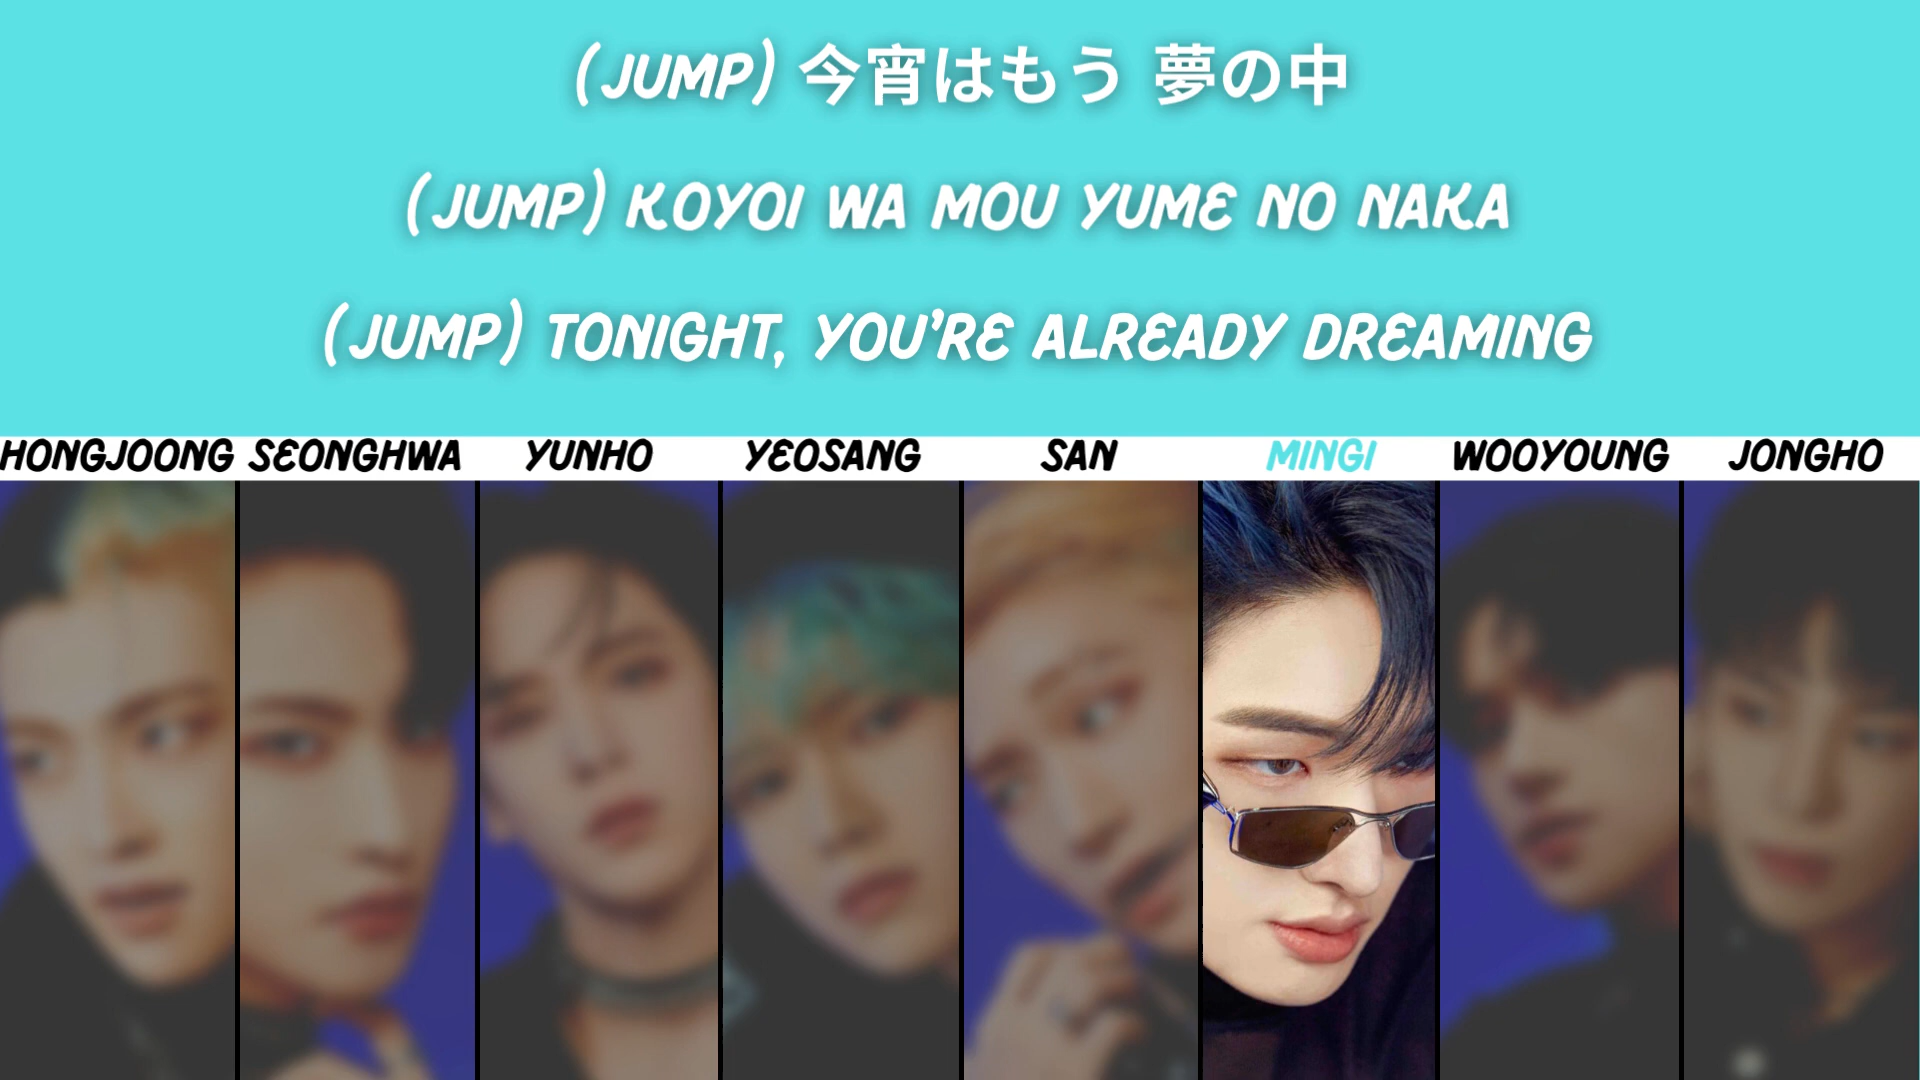 (JUMP) 今宵はもう 夢の中
(JUMP) KOYOI WA MOU YUME NO NAKA
(JUMP) TONIGHT, YOU'RE ALREADY DREAMING
HONGJOONG SEONGHWA YUNHO YEOSANG SAN MINGI WOOYOUNG JONGHO